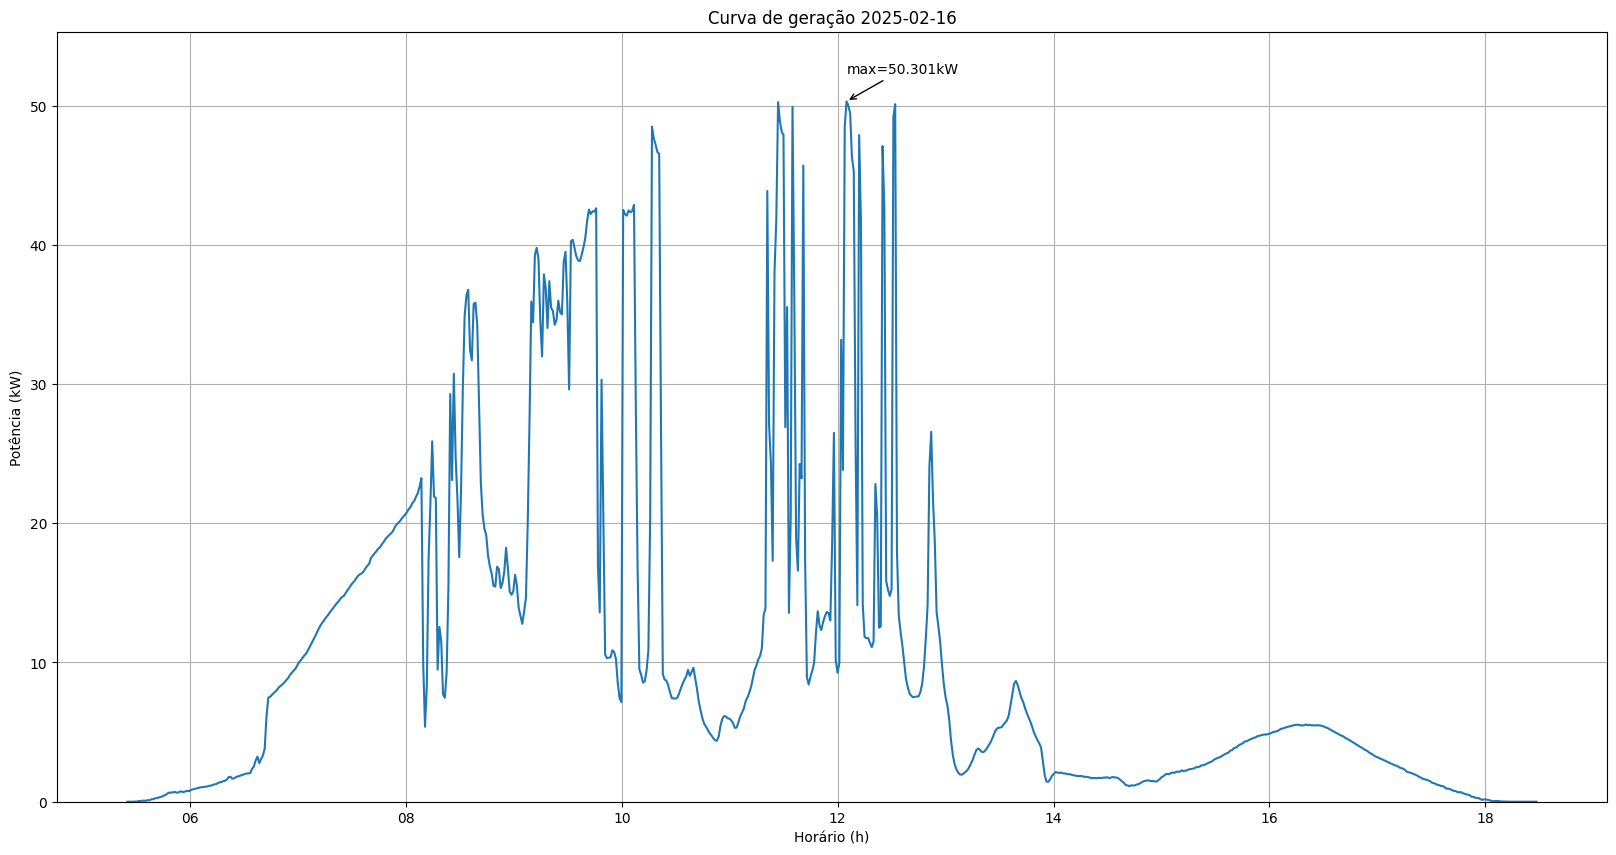 Curva de geração 2025-02-16
max=50.301kW
50
40
30
20
10
0
Potência (kW)
06 08 10 12 14 16 18
Horário (h)